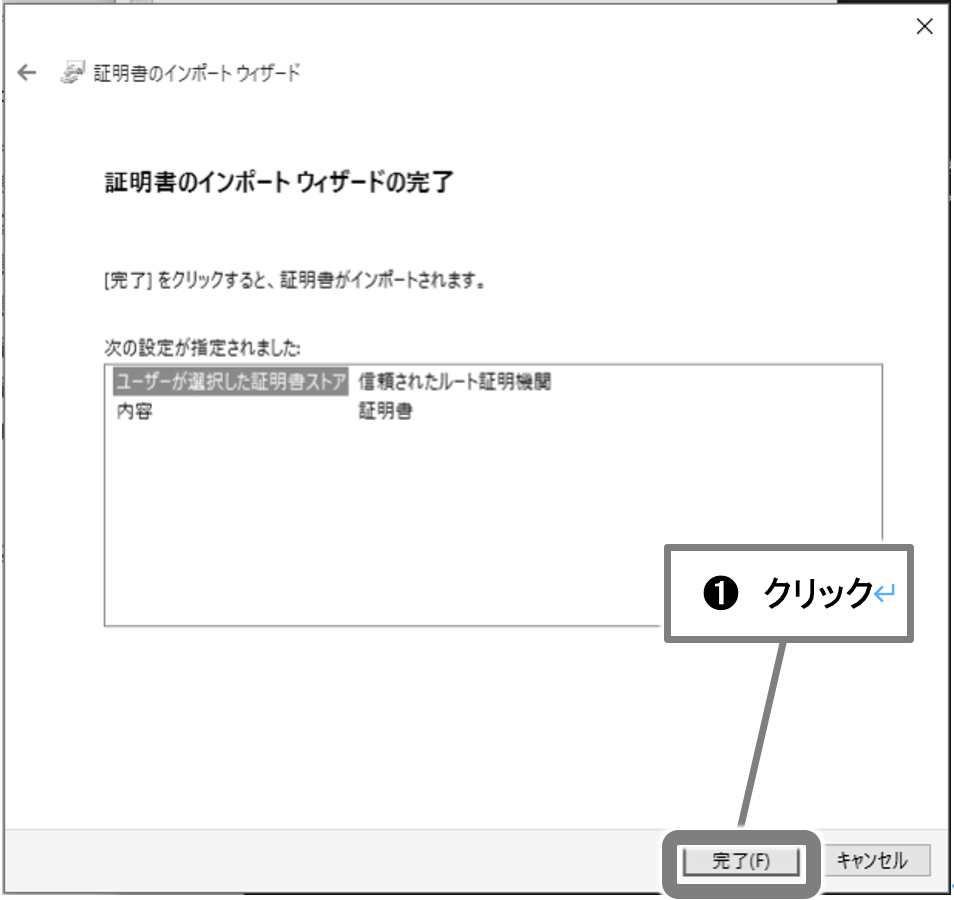 証明書のインポート ウィザード
証明書のインポート ウィザードの完了
[完了] をクリックすると、証明書がインポートされます。
次の設定が指定されました:
ユーザーが選択した証明書ストア 信頼されたルート証明機関
内容 証明書
❶ クリック↵
完了(F) キャンセル